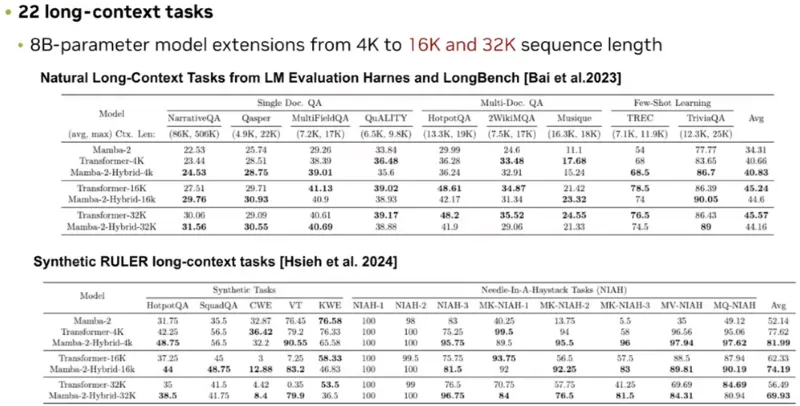 • 22 long-context tasks
• 8B-parameter model extensions from 4K to 16K and 32K sequence length
Natural Long-Context Tasks from LM Evaluation Harnes and LongBench [Bai et al.2023]
Model Single Doc. QA Multi-Doc. QA Few-Shot Learning Avg
NarrativeQA Qasper MultiFieldQA QuALITY HotpotQA 2WikiMQA Musique TREC TriviaQA
(avg, max) Ctx. Len: (86K, 506K) (4.9K, 22K) (7.2K, 17K) (6.5K, 9.8K) (13.3K, 19K) (7.5K, 17K) (16.3K, 18K) (7.1K, 11.9K) (12.3K, 25K)
Mamba-2 22.53 25.74 29.26 33.84 29.99 24.6 11.1 54 77.77 34.31
Transformer-4K 23.44 28.51 38.39 36.48 36.28 33.48 17.68 68 83.65 40.66
Mamba-2-Hybrid-4k 24.53 28.75 39.01 35.6 36.24 32.91 15.24 68.5 86.7 40.83
Transformer-16K 27.51 29.71 41.13 39.02 48.61 34.87 21.42 78.5 86.39 45.24
Mamba-2-Hybrid-16k 29.76 30.93 40.9 38.93 42.17 31.34 23.32 74 90.05 44.6
Transformer-32K 30.06 29.09 40.61 39.17 48.2 35.52 24.55 76.5 86.43 45.57
Mamba-2-Hybrid-32K 31.56 30.55 40.69 38.88 41.9 29.06 21.33 74.5 89 44.16
Synthetic RULER long-context tasks [Hsieh et al. 2024]
Model Synthetic Tasks Needle-In-A-Haystack Tasks (NIAH) Avg
HotpotQA SquadQA CWE VT KWE NIAH-1 NIAH-2 NIAH-3 MK-NIAH-1 MK-NIAH-2 MK-NIAH-3 MV-NIAH MQ-NIAH
Mamba-2 31.75 35.5 32.87 76.45 76.58 100 98 83 40.25 13.75 5.5 35 49.12 52.14
Transformer-4K 42.25 56.5 36.42 79.2 76.33 100 100 75.25 99.5 94 58 96.56 95.06 77.62
Mamba-2-Hybrid-4k 48.75 56.5 32.2 90.55 65.58 100 100 95.75 89.5 95.5 96 97.94 97.62 81.99
Transformer-16K 37.25 45 3 7.25 58.33 100 99.5 75.75 93.75 56.5 57.5 88.5 87.94 62.33
Mamba-2-Hybrid-16k 44 48.75 12.88 83.2 46.83 100 100 81.5 92 92.25 83 89.81 90.19 74.19
Transformer-32K 35 41.5 4.42 0.35 53.5 100 99 76.5 70.75 57.75 41.25 69.69 84.69 56.49
Mamba-2-Hybrid-32K 38.5 41.75 8.4 79.9 36.5 100 100 96.75 84 76.5 81.5 84.31 80.94 69.93